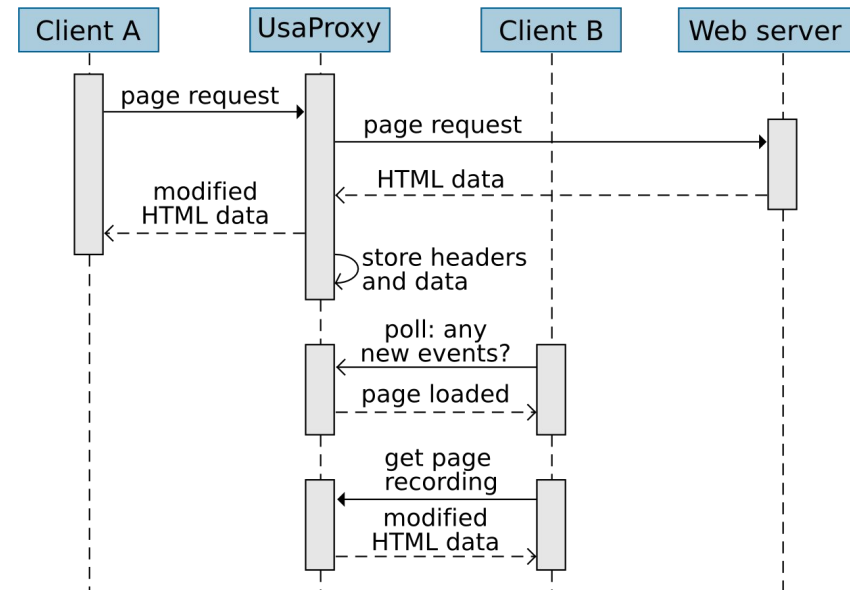 Client A
UsaProxy
Client B
Web server
page request
page request
HTML data
modified
HTML data
store headers
and data
poll: any
new events?
page loaded
get page
recording
modified
HTML data